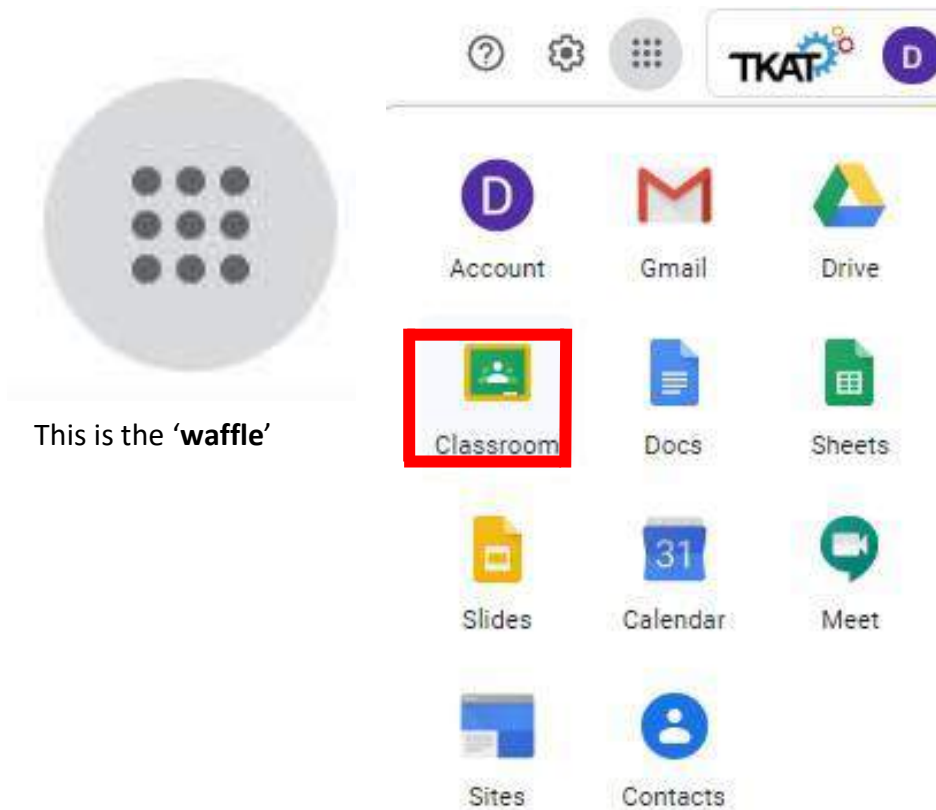 TKAT D
D
Account Gmail Drive
Classroom Docs Sheets
This is the ‘waffle’
31
Slides Calendar Meet
Sites Contacts